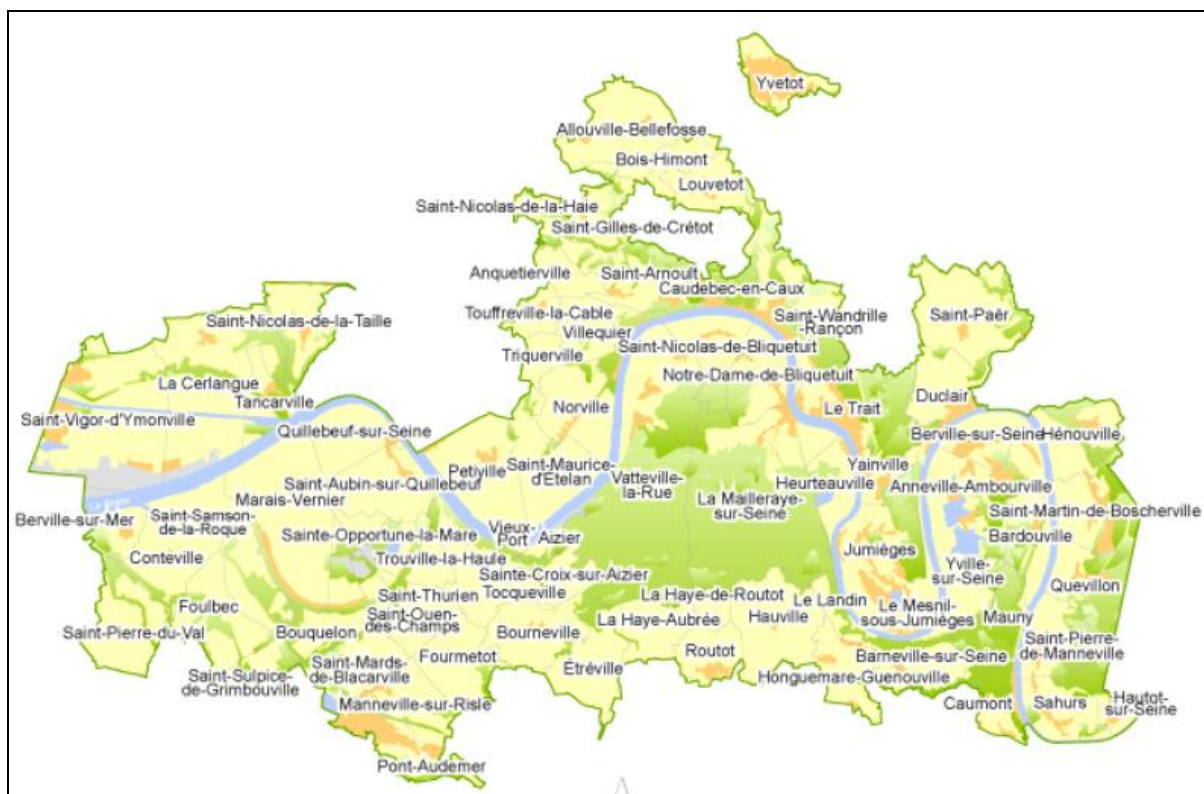 Yvetot
Allouville-Bellefosse
Bois-Himont
Louvetot
Saint-Nicolas-de-la-Haie
Saint-Gilles-de-Crétot
Anquetierville
Saint-Arnoult
Caudebec-en-Caux
Touffreville-la-Cable
Saint-Wandrille
-Rançon
Saint-Paër
Saint-Nicolas-de-la-Taille
Villequier
Saint-Nicolas-de-Bliquetuit
Triquerville
Notre-Dame-de-Bliquetuit
La Cerlangue
Tancarville
Norville
Le Trait
Duclair
Saint-Vigor-d'Ymonville
Quillebeuf-sur-Seine
Berville-sur-Seine
Hénouville
Petiville
Saint-Maurice-
d'Etelan
Yainville
Saint-Aubin-sur-Quillebeuf
Vatteville-
la-Rue
Heurteauville
Anneville-Ambourville
Marais-Vernier
La Mailleraye-
sur-Seine
Saint-Martin-de-Boscherville
Berville-sur-Mer
Saint-Samson-
de-la-Roque
Sainte-Opportune-la-Mare
Vieux-
Port
Aizier
Bardouville
Conteville
Trouville-la-Haule
Jumièges
Yville-
sur-Seine
Sainte-Croix-sur-Aizier
Quevillon
Saint-Thurien
Tocqueville
La Haye-de-Routot
Le Landin
Le Mesnil-
sous-Jumièges
Foulbec
Saint-Ouen-
des-Champs
La Haye-Aubrée
Hauville
Mauny
Saint-Pierre-du-Val
Bouquelon
Bourneville
Saint-Pierre-
de-Manneville
Fourmetot
Routot
Barneville-sur-Seine
Saint-Sulpice-
de-Grimbouville
Saint-Mards-
de-Blacarville
Étréville
Honguemare-Guenouville
Manneville-sur-Risle
Caumont
Sahurs
Hautot-
sur-Seine
Pont-Audemer